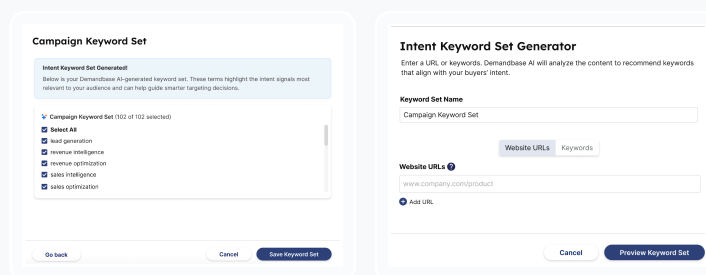 Campaign Keyword Set
Intent Keyword Set Generated!
Below is your Demandbase AI-generated keyword set. These terms highlight the intent signals most
relevant to your audience and can help guide smarter targeting decisions.
Campaign Keyword Set (102 of 102 selected)
Select All
lead generation
revenue intelligence
revenue optimization
sales intelligence
sales optimization
Go back
Cancel
Save Keyword Set
Intent Keyword Set Generator
Enter a URL or keywords. Demandbase AI will analyze the content to recommend keywords
that align with your buyers' intent.
Keyword Set Name
Campaign Keyword Set
Website URLs
Keywords
Website URLs ?
www.company.com/product
Add URL
Cancel
Preview Keyword Set